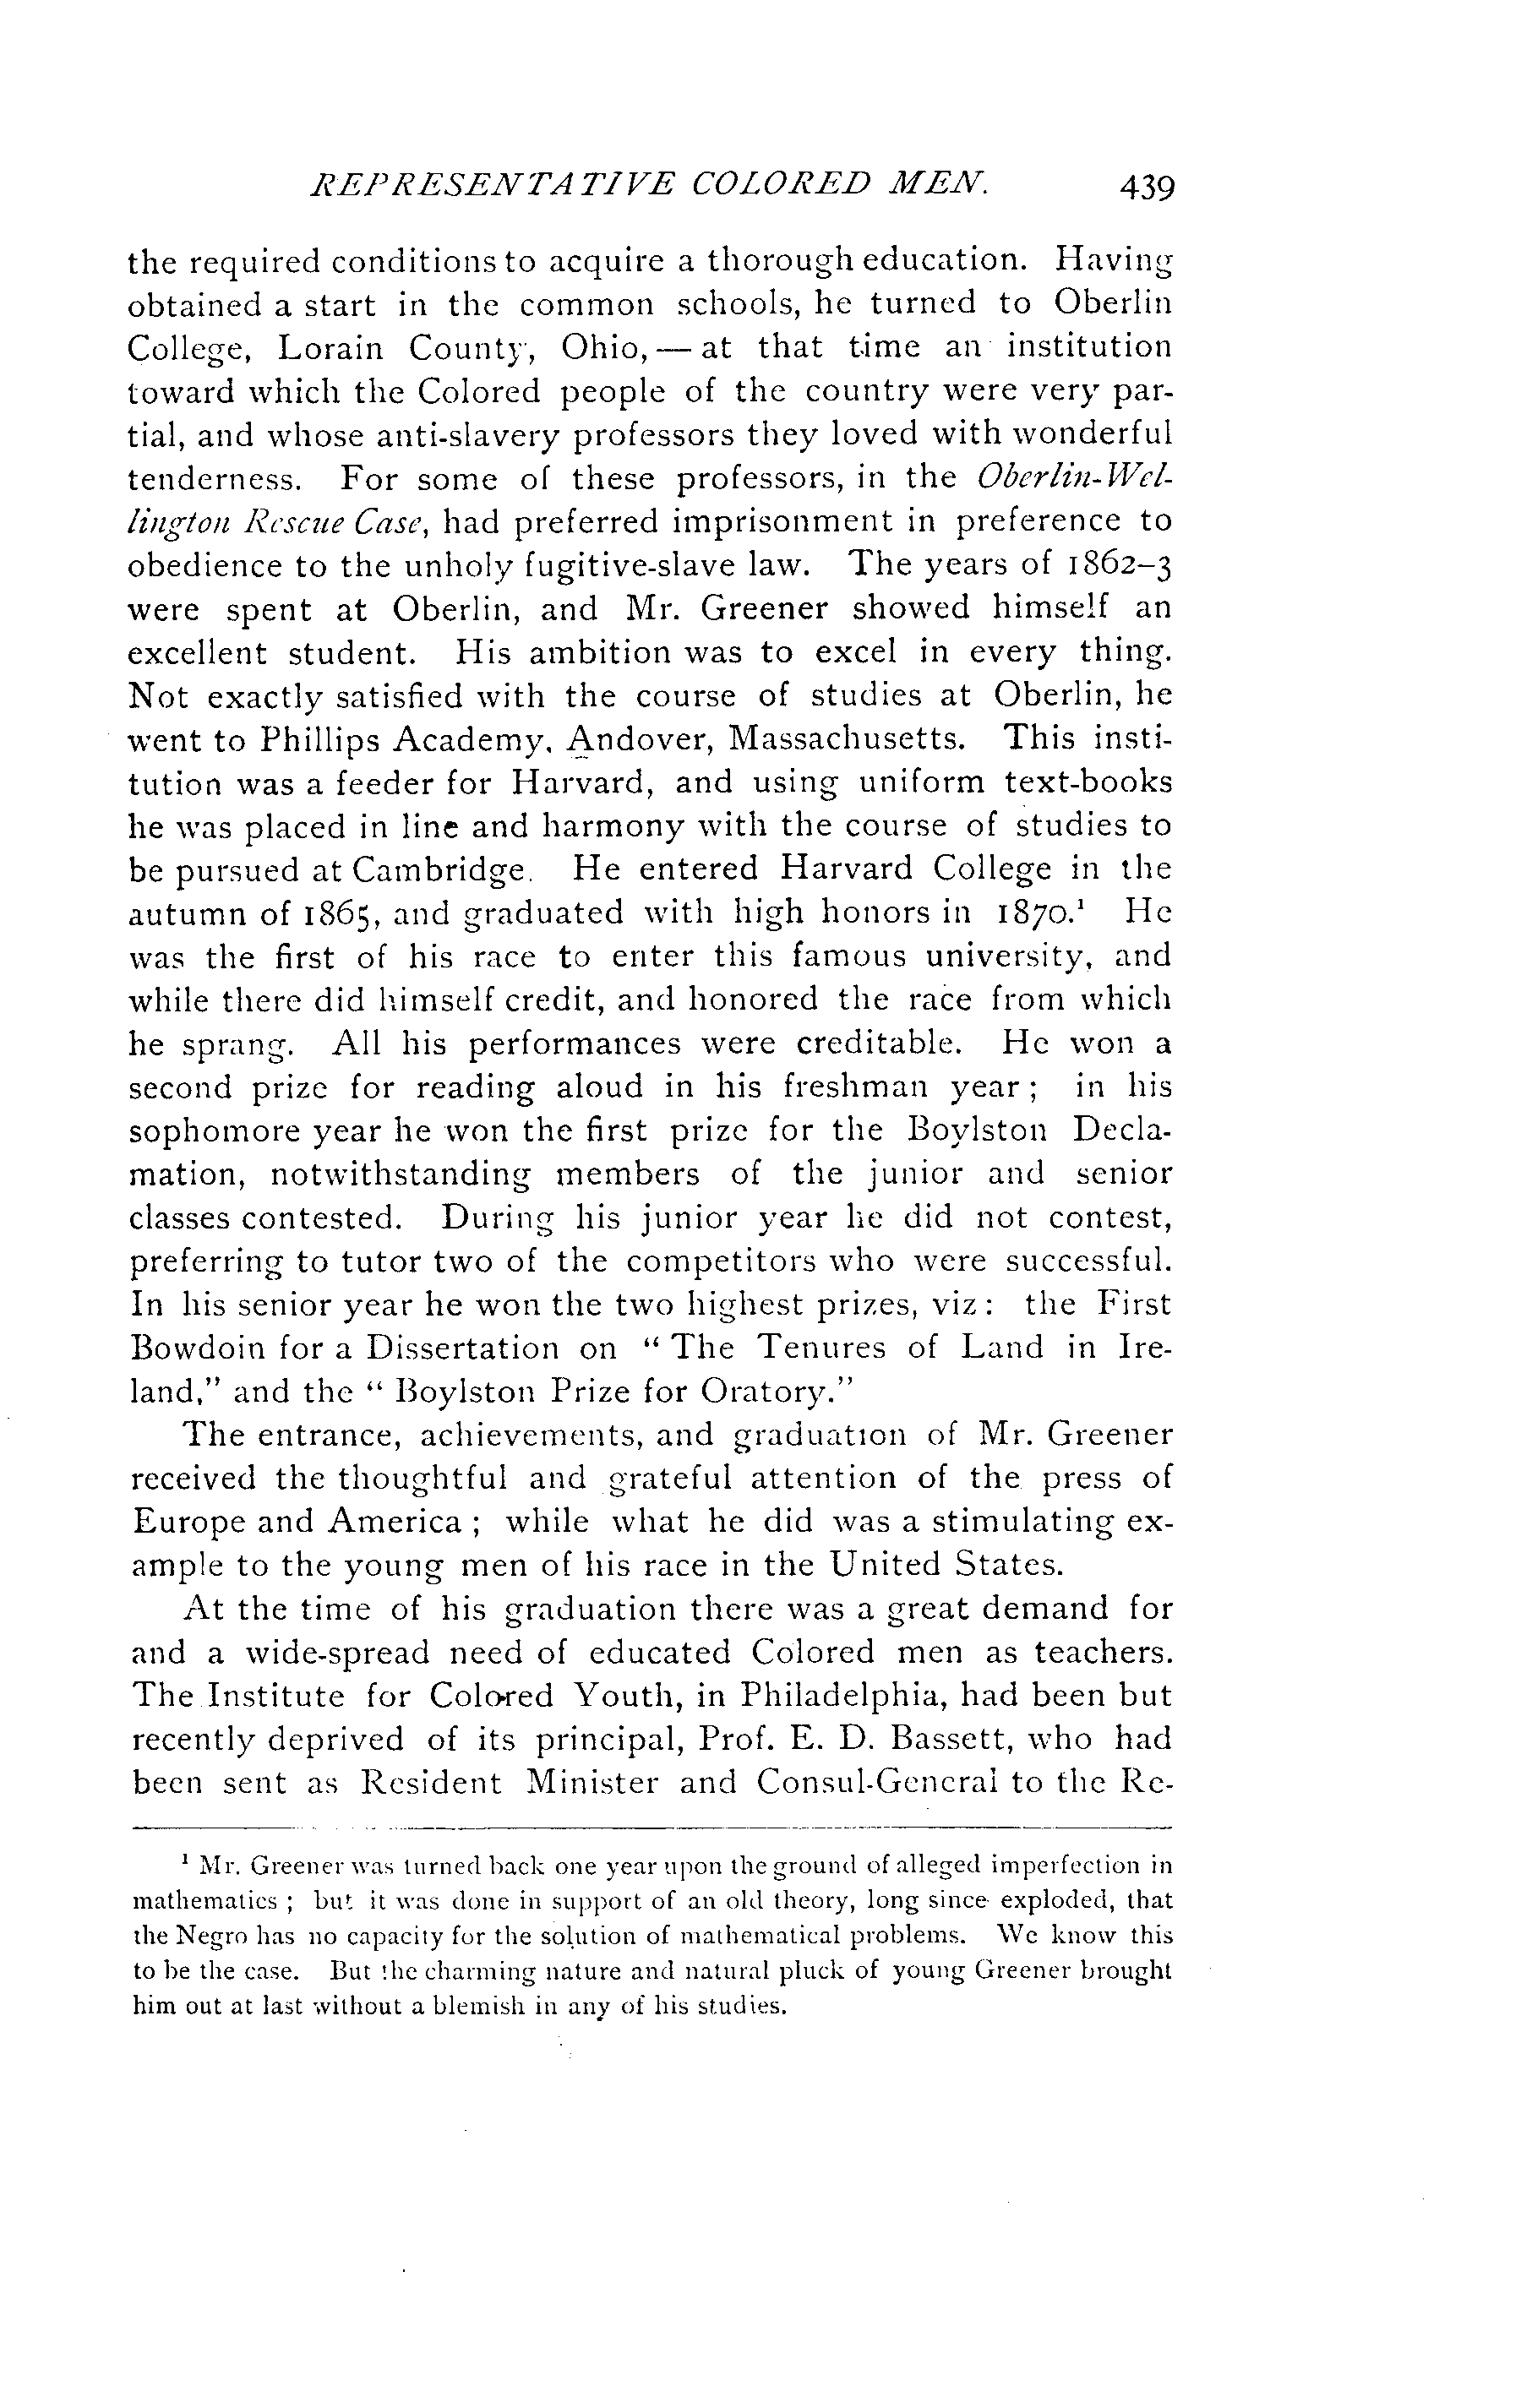 REPRESENTATIVE COLORED MEN. 439
the required conditions to acquire a thorough education. Having
obtained a start in the common schools, he turned to Oberlin
College, Lorain County, Ohio,—at that time an institution
toward which the Colored people of the country were very par-
tial, and whose anti-slavery professors they loved with wonderful
tenderness. For some of these professors, in the Oberlin-Wel-
lington Rescue Case, had preferred imprisonment in preference to
obedience to the unholy fugitive-slave law. The years of 1862-3
were spent at Oberlin, and Mr. Greener showed himself an
excellent student. His ambition was to excel in every thing.
Not exactly satisfied with the course of studies at Oberlin, he
went to Phillips Academy, Andover, Massachusetts. This insti-
tution was a feeder for Harvard, and using uniform text-books
he was placed in line and harmony with the course of studies to
be pursued at Cambridge. He entered Harvard College in the
autumn of 1865, and graduated with high honors in 1870.¹ He
was the first of his race to enter this famous university, and
while there did himself credit, and honored the race from which
he sprang. All his performances were creditable. He won a
second prize for reading aloud in his freshman year; in his
sophomore year he won the first prize for the Boylston Decla-
mation, notwithstanding members of the junior and senior
classes contested. During his junior year he did not contest,
preferring to tutor two of the competitors who were successful.
In his senior year he won the two highest prizes, viz: the First
Bowdoin for a Dissertation on "The Tenures of Land in Ire-
land," and the "Boylston Prize for Oratory."
The entrance, achievements, and graduation of Mr. Greener
received the thoughtful and grateful attention of the press of
Europe and America; while what he did was a stimulating ex-
ample to the young men of his race in the United States.
At the time of his graduation there was a great demand for
and a wide-spread need of educated Colored men as teachers.
The Institute for Colored Youth, in Philadelphia, had been but
recently deprived of its principal, Prof. E. D. Bassett, who had
been sent as Resident Minister and Consul-General to the Re-
¹ Mr. Greener was turned back one year upon the ground of alleged imperfection in
mathematics; but it was done in support of an old theory, long since exploded, that
the Negro has no capacity for the solution of mathematical problems. We know this
to be the case. But the charming nature and natural pluck of young Greener brought
him out at last without a blemish in any of his studies.